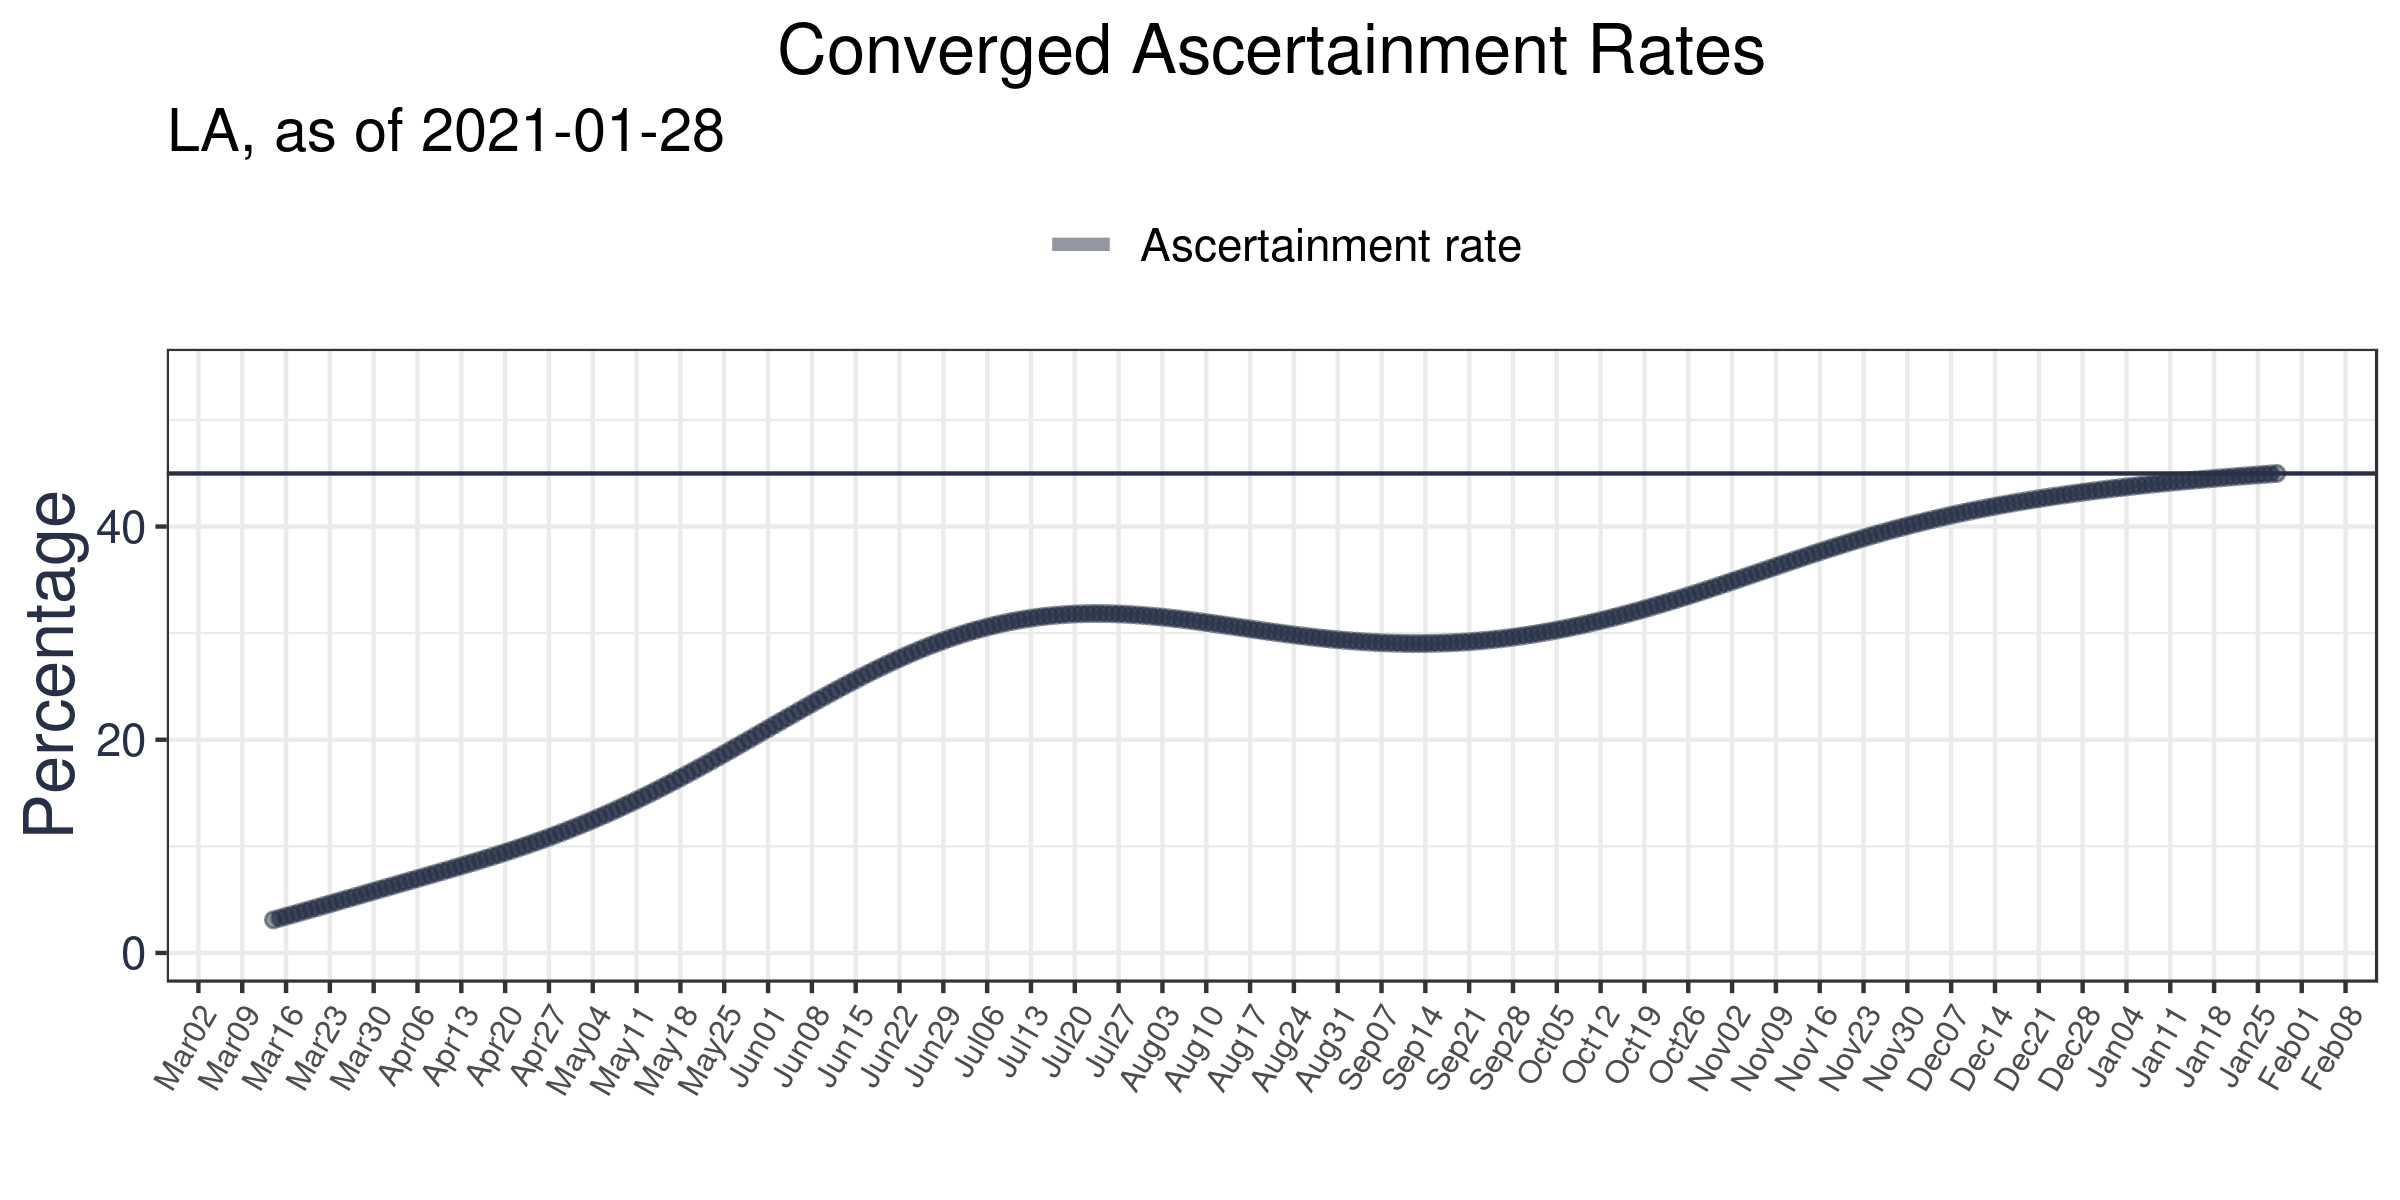 Converged Ascertainment Rates
LA, as of 2021-01-28
Ascertainment rate
Percentage
40
20
0
Mar02 Mar09 Mar16 Mar23 Mar30 Apr06 Apr13 Apr20 Apr27 May04 May11 May18 May25 Jun01 Jun08 Jun15 Jun22 Jun29 Jul06 Jul13 Jul20 Jul27 Aug03 Aug10 Aug17 Aug24 Aug31 Sep07 Sep14 Sep21 Sep28 Oct05 Oct12 Oct19 Oct26 Nov02 Nov09 Nov16 Nov23 Nov30 Dec07 Dec14 Dec21 Dec28 Jan04 Jan11 Jan18 Jan25 Feb01 Feb08